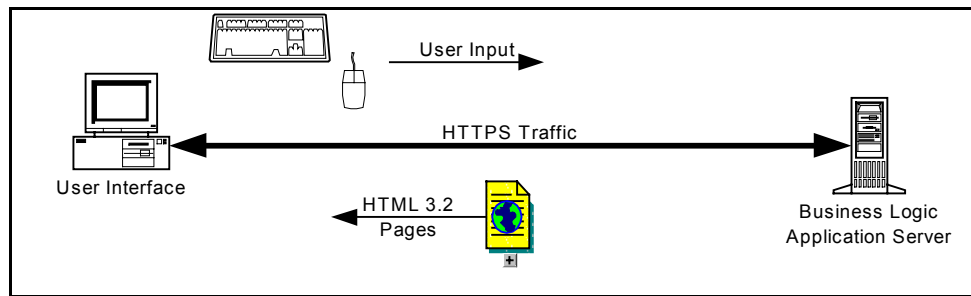 User Input
HTTPS Traffic
User Interface
HTML 3.2
Pages
Business Logic
Application Server